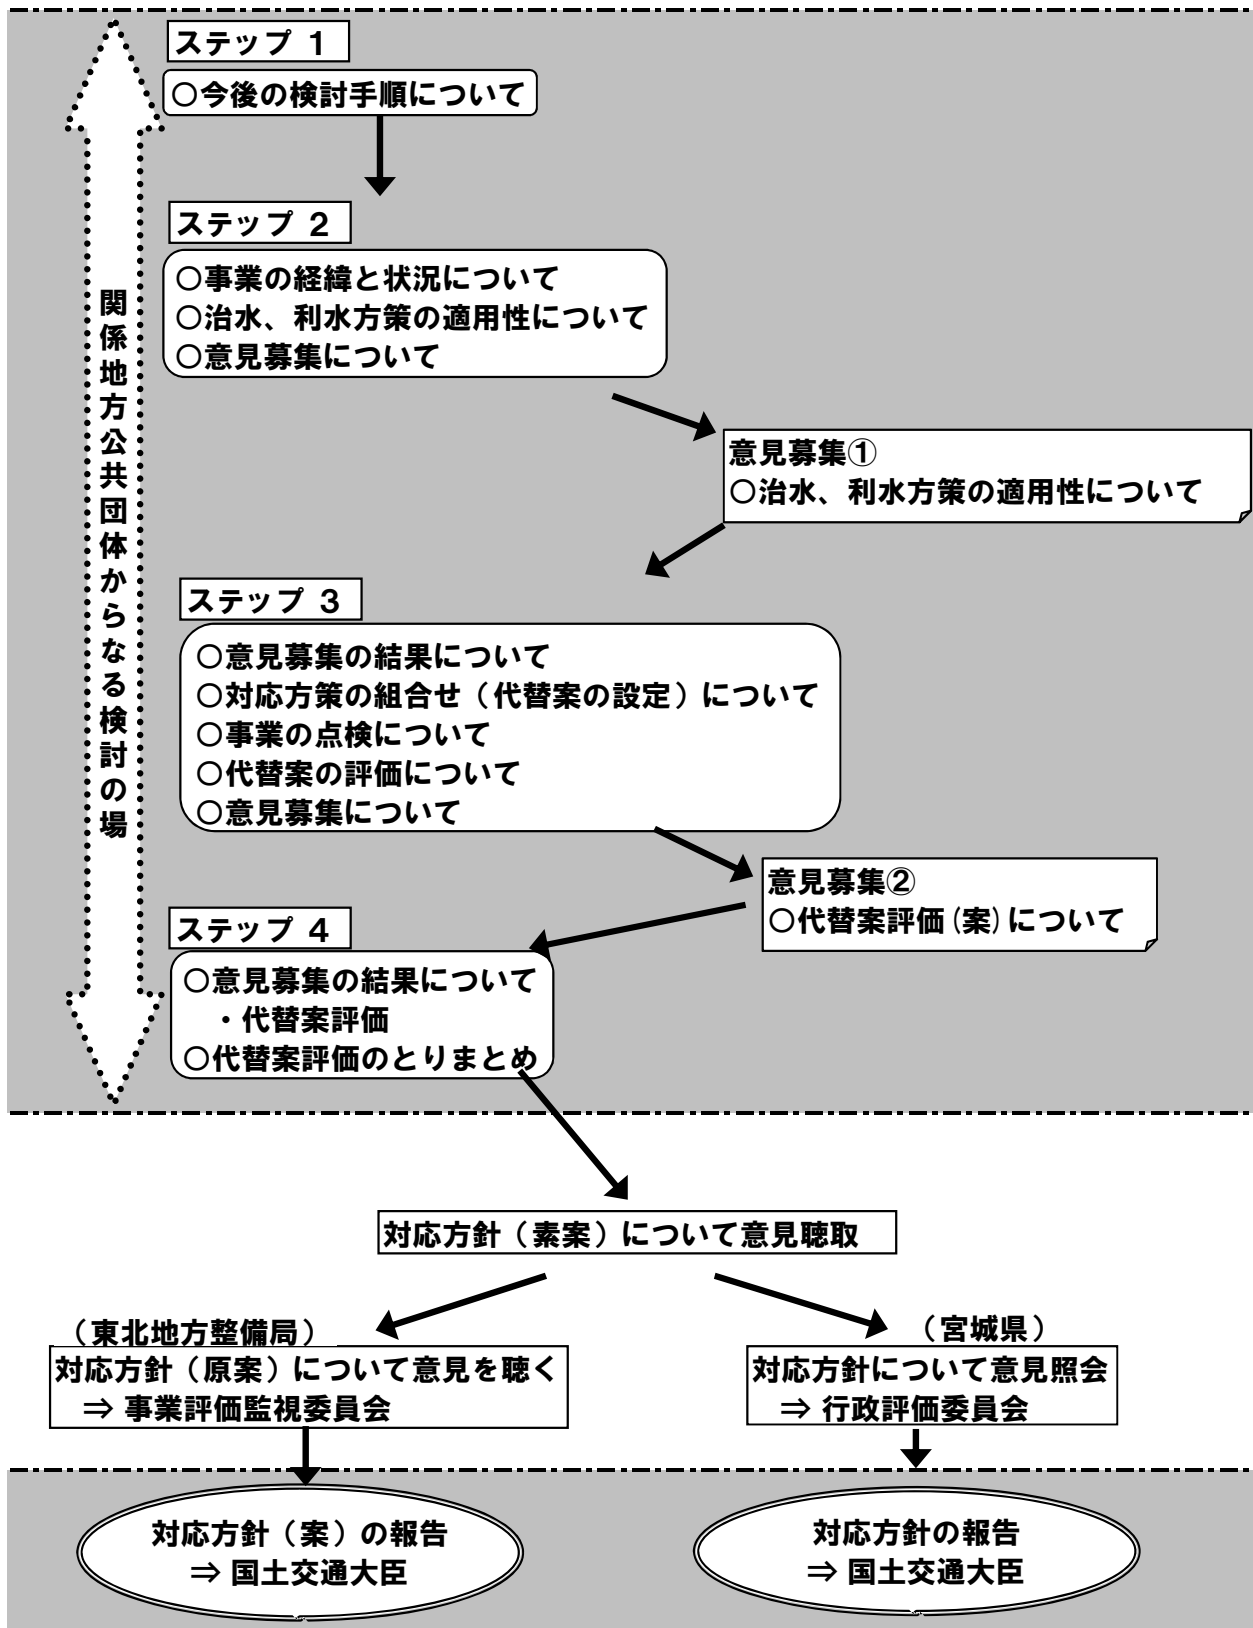 ステップ 1
○今後の検討手順について
ステップ 2
○事業の経緯と状況について
○治水、利水方策の適用性について
○意見募集について
関係地方公共団体からなる検討の場
意見募集①
○治水、利水方策の適用性について
ステップ 3
○意見募集の結果について
○対応方策の組合せ（代替案の設定）について
○事業の点検について
○代替案の評価について
○意見募集について
意見募集②
○代替案評価(案)について
ステップ 4
○意見募集の結果について
・代替案評価
○代替案評価のとりまとめ
対応方針（素案）について意見聴取
（東北地方整備局）
対応方針（原案）について意見を聴く
⇒ 事業評価監視委員会
（宮城県）
対応方針について意見照会
⇒ 行政評価委員会
対応方針（案）の報告
⇒ 国土交通大臣
対応方針の報告
⇒ 国土交通大臣